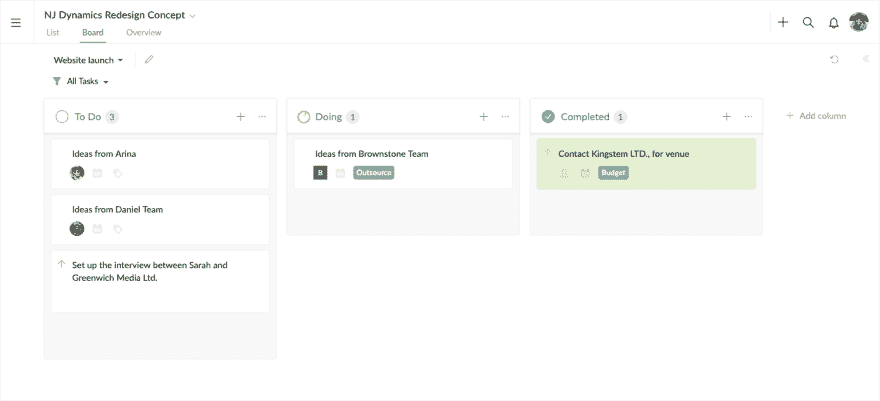 NJ Dynamics Redesign Concept
List Board Overview
Website launch
All Tasks
To Do 3
Ideas from Arina
Ideas from Daniel Team
Set up the interview between Sarah and
Greenwich Media Ltd.
Doing 1
Ideas from Brownstone Team
B Outsource
Completed 1
Contact Kingstem LTD., for venue
Budget
Add column